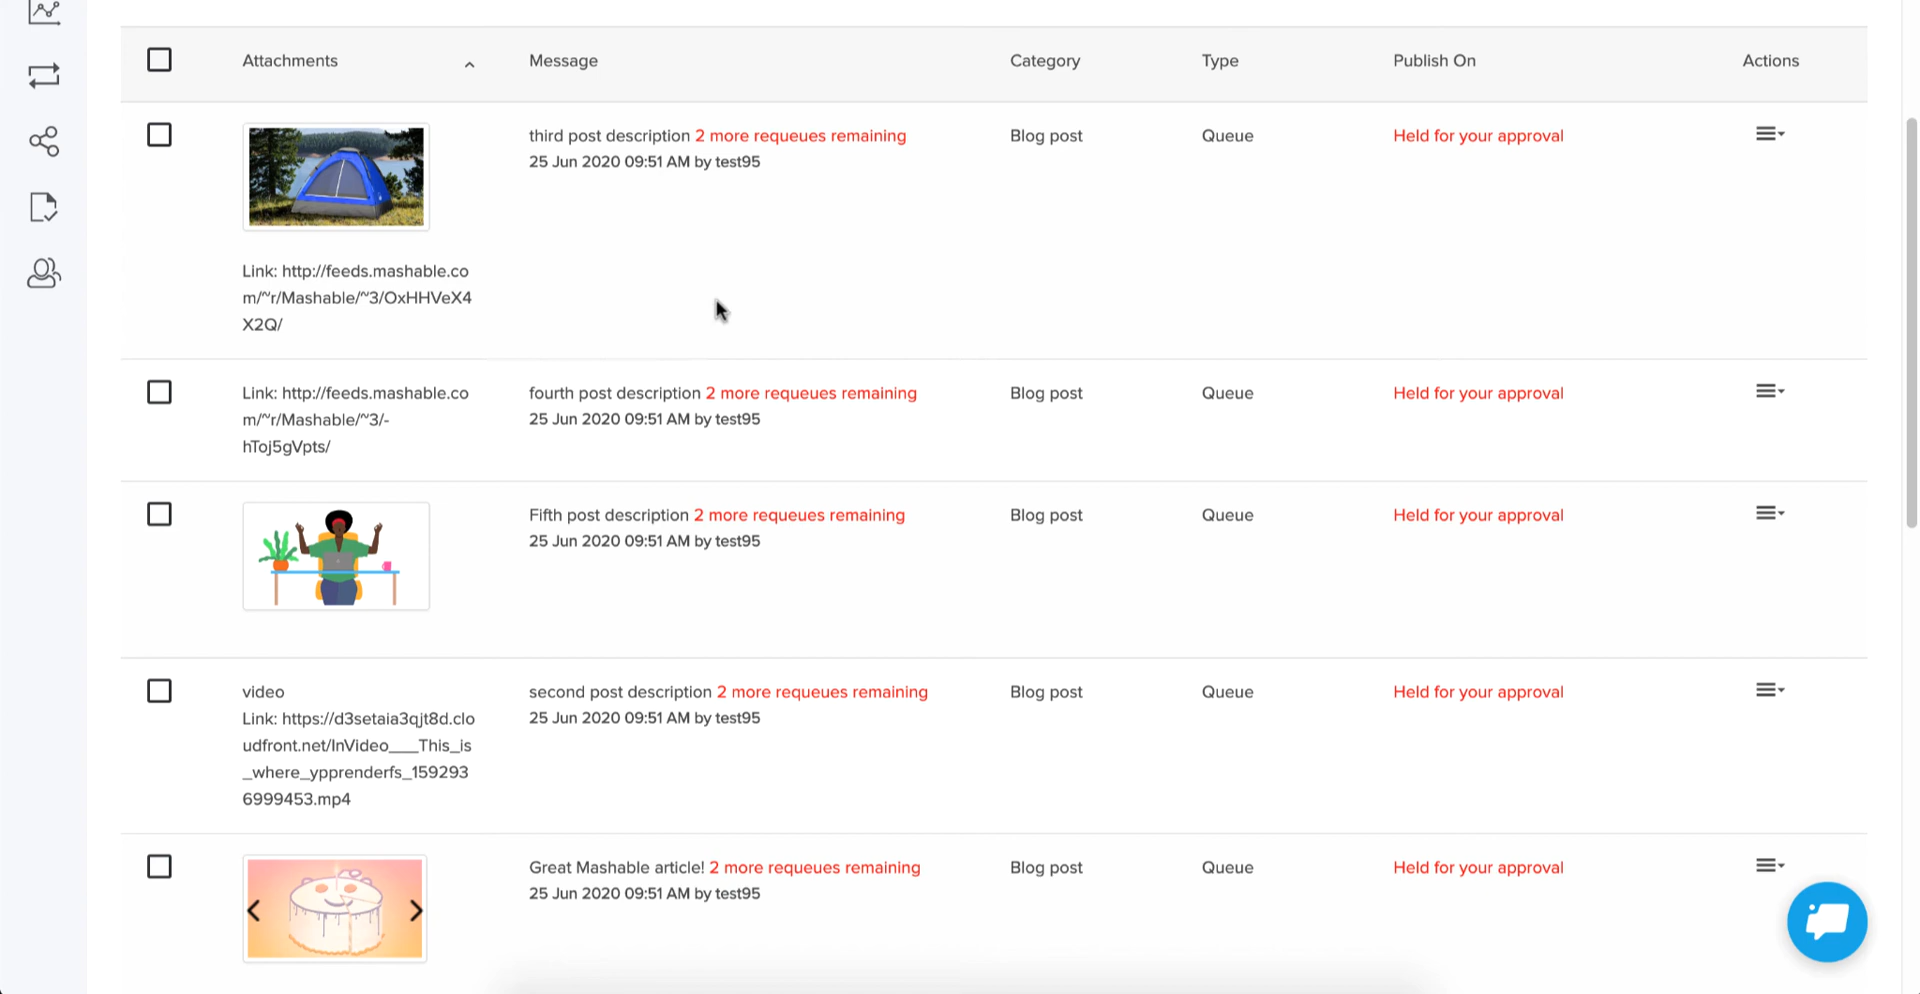 Attachments Message Category Type Publish On Actions
third post description 2 more requeues remaining Blog post Queue Held for your approval
25 Jun 2020 09:51 AM by test95
Link: http://feeds.mashable.co
m/~r/Mashable/~3/OxHHVeX4
X2Q/
Link: http://feeds.mashable.co fourth post description 2 more requeues remaining Blog post Queue Held for your approval
m/~r/Mashable/~3/- 25 Jun 2020 09:51 AM by test95
hToj5gVpts/
Fifth post description 2 more requeues remaining Blog post Queue Held for your approval
25 Jun 2020 09:51 AM by test95
video second post description 2 more requeues remaining Blog post Queue Held for your approval
Link: https://d3setaia3qjt8d.clo 25 Jun 2020 09:51 AM by test95
udfront.net/InVideo___This_is
_where_ypprenderfs_159293
6999453.mp4
Great Mashable article! 2 more requeues remaining Blog post Queue Held for your approval
25 Jun 2020 09:51 AM by test95